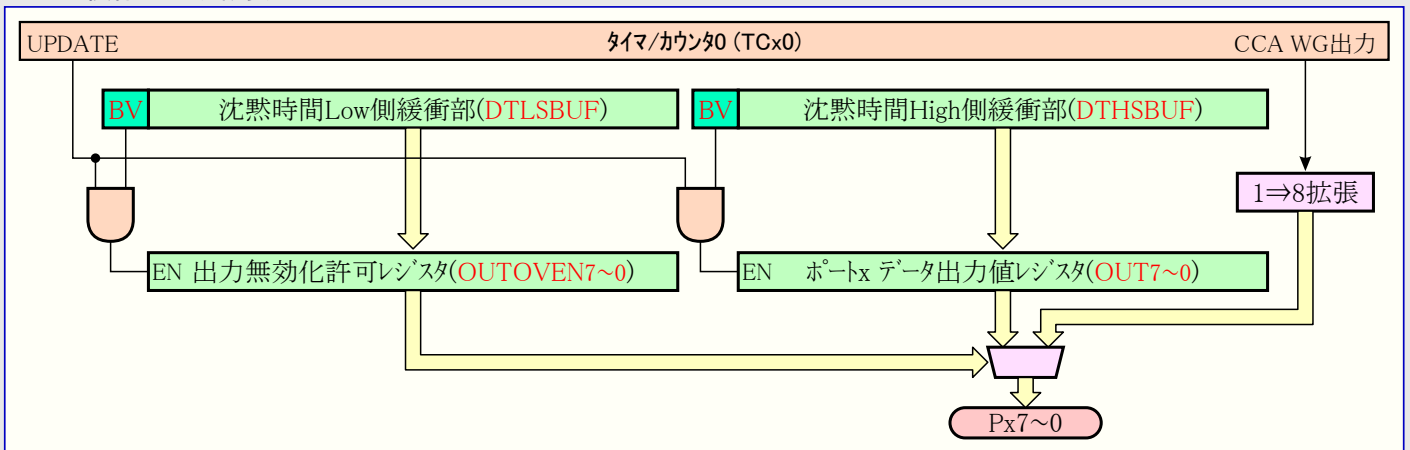 UPDATE
タイマ/カウンタ0 (TCx0)
CCA WG出力
BV
沈黙時間Low側緩衝部(DTLSBUF)
BV
沈黙時間High側緩衝部(DTHSBUF)
1⇒8拡張
EN 出力無効化許可レジスタ(OUTOVEN7~0)
EN ポートx データ出力値レジスタ(OUT7~0)
Px7~0